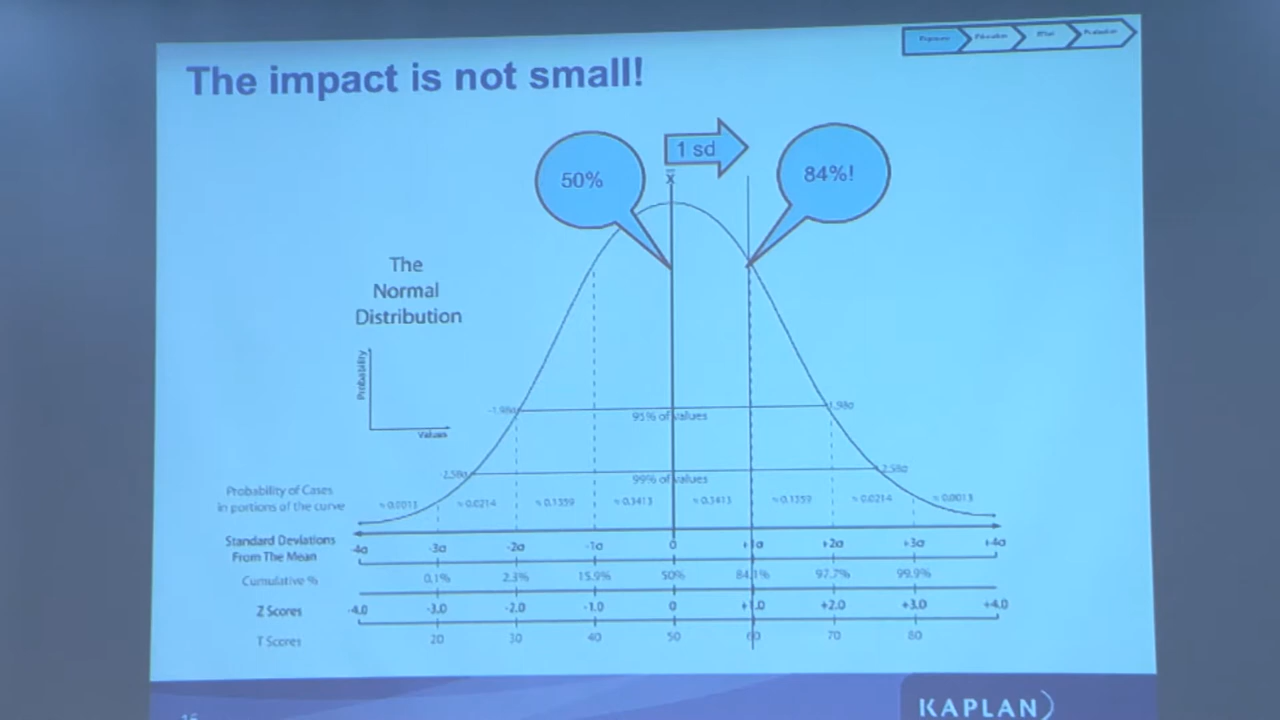 The impact is not small!
50%
1 sd
84%!
x̄
The
Normal
Distribution
Probability
Values
-1.98σ
1.98σ
95% of values
-2.58σ
2.58σ
99% of values
Probability of Cases
in portions of the curve
≈0.0013 ≈0.0214 ≈0.1359 ≈0.3413 ≈0.3413 ≈0.1359 ≈0.0214 ≈0.0013
Standard Deviations
From The Mean
-4σ -3σ -2σ -1σ 0 +1σ +2σ +3σ +4σ
Cumulative % 0.1% 2.3% 15.9% 50% 84.1% 97.7% 99.9%
Z Scores -4.0 -3.0 -2.0 -1.0 0 +1.0 +2.0 +3.0 +4.0
T Scores 20 30 40 50 60 70 80
KAPLAN